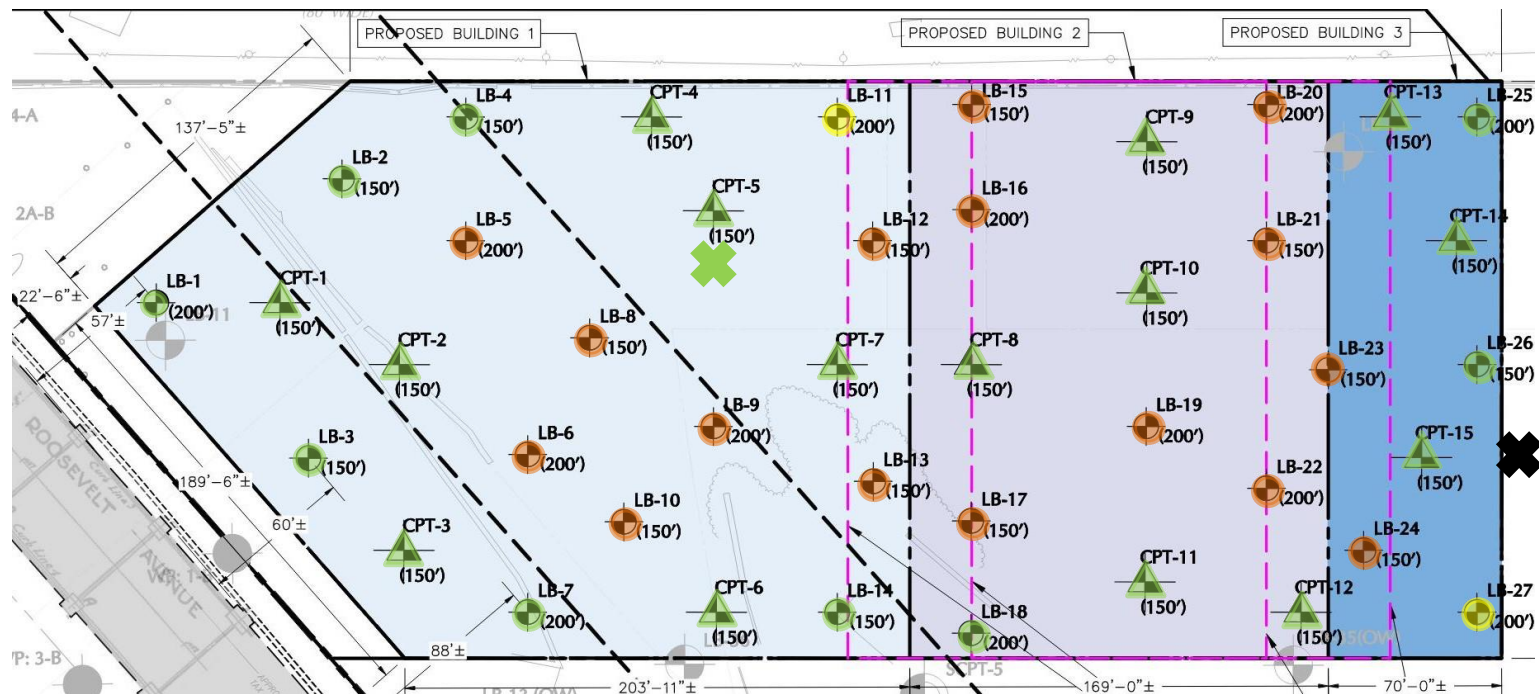 (80' WIDE)
PROPOSED BUILDING 1
PROPOSED BUILDING 2
PROPOSED BUILDING 3
4-A
137'-5"±
LB-4
(150')
CPT-4
(150')
LB-11
(200')
LB-15
(150')
CPT-9
(150')
LB-20
(200')
CPT-13
(150')
LB-25
(200')
LB-2
(150')
CPT-5
(150')
LB-16
(200')
2A-B
LB-5
(200')
LB-12
(150')
LB-21
(150')
CPT-14
(150')
22'-6"±
57'±
LB-1
(200')
CPT-1
(150')
CPT-10
(150')
LB-8
(150')
CPT-2
(150')
CPT-7
(150')
CPT-8
(150')
LB-23
(150')
LB-26
(150')
ROOSEVELT
AVENUE
LB-3
(150')
LB-6
(200')
LB-9
(200')
LB-19
(200')
CPT-15
(150')
189'-6"±
60'±
LB-13
(150')
LB-22
(200')
LB-10
(150')
LB-17
(150')
LB-24
(150')
CPT-3
(150')
CPT-11
(150')
LB-7
(200')
CPT-6
(150')
LB-14
(150')
LB-18
(200')
CPT-12
(150')
LB-27
(200')
88'±
P: 3-B
SCPT-5
203'-11"±
169'-0"±
70'-0"±